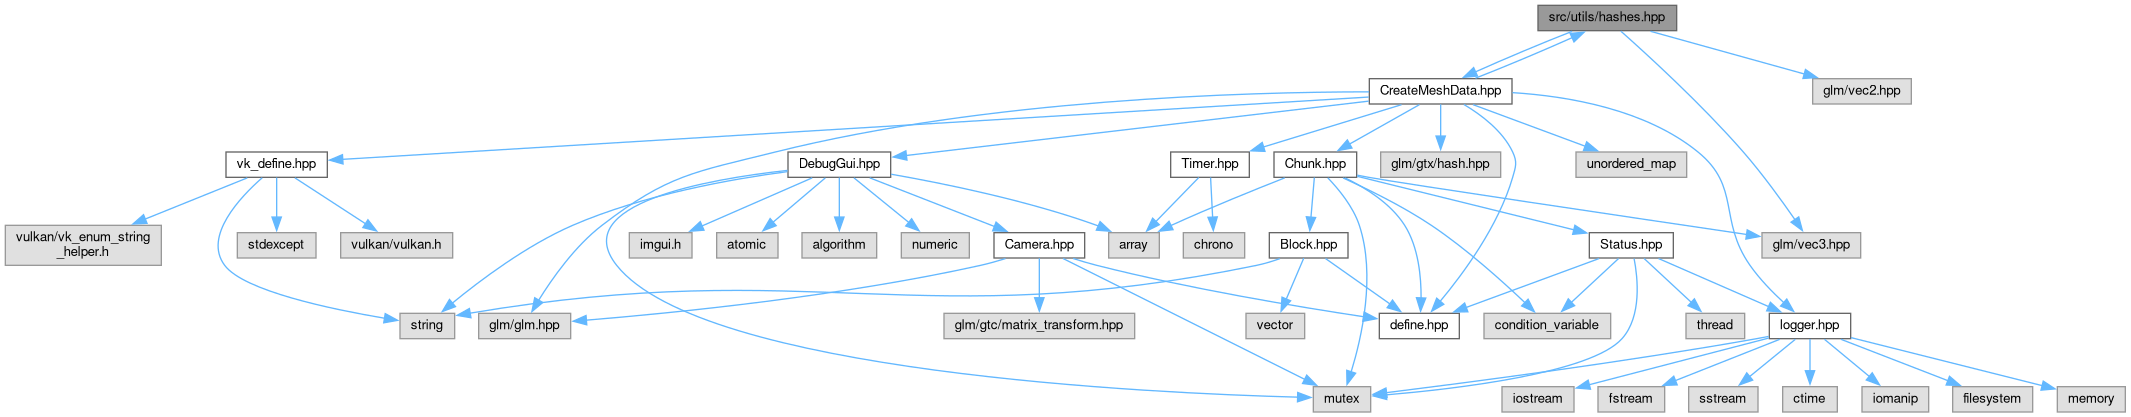 src/utils/hashes.hpp
CreateMeshData.hpp
glm/vec2.hpp
vk_define.hpp
DebugGui.hpp
Timer.hpp
Chunk.hpp
glm/gtx/hash.hpp
unordered_map
vulkan/vk_enum_string
_helper.h
stdexcept
vulkan/vulkan.h
imgui.h
atomic
algorithm
numeric
Camera.hpp
array
chrono
Block.hpp
Status.hpp
glm/vec3.hpp
string
glm/glm.hpp
glm/gtc/matrix_transform.hpp
vector
define.hpp
condition_variable
thread
logger.hpp
mutex
iostream
fstream
sstream
ctime
iomanip
filesystem
memory